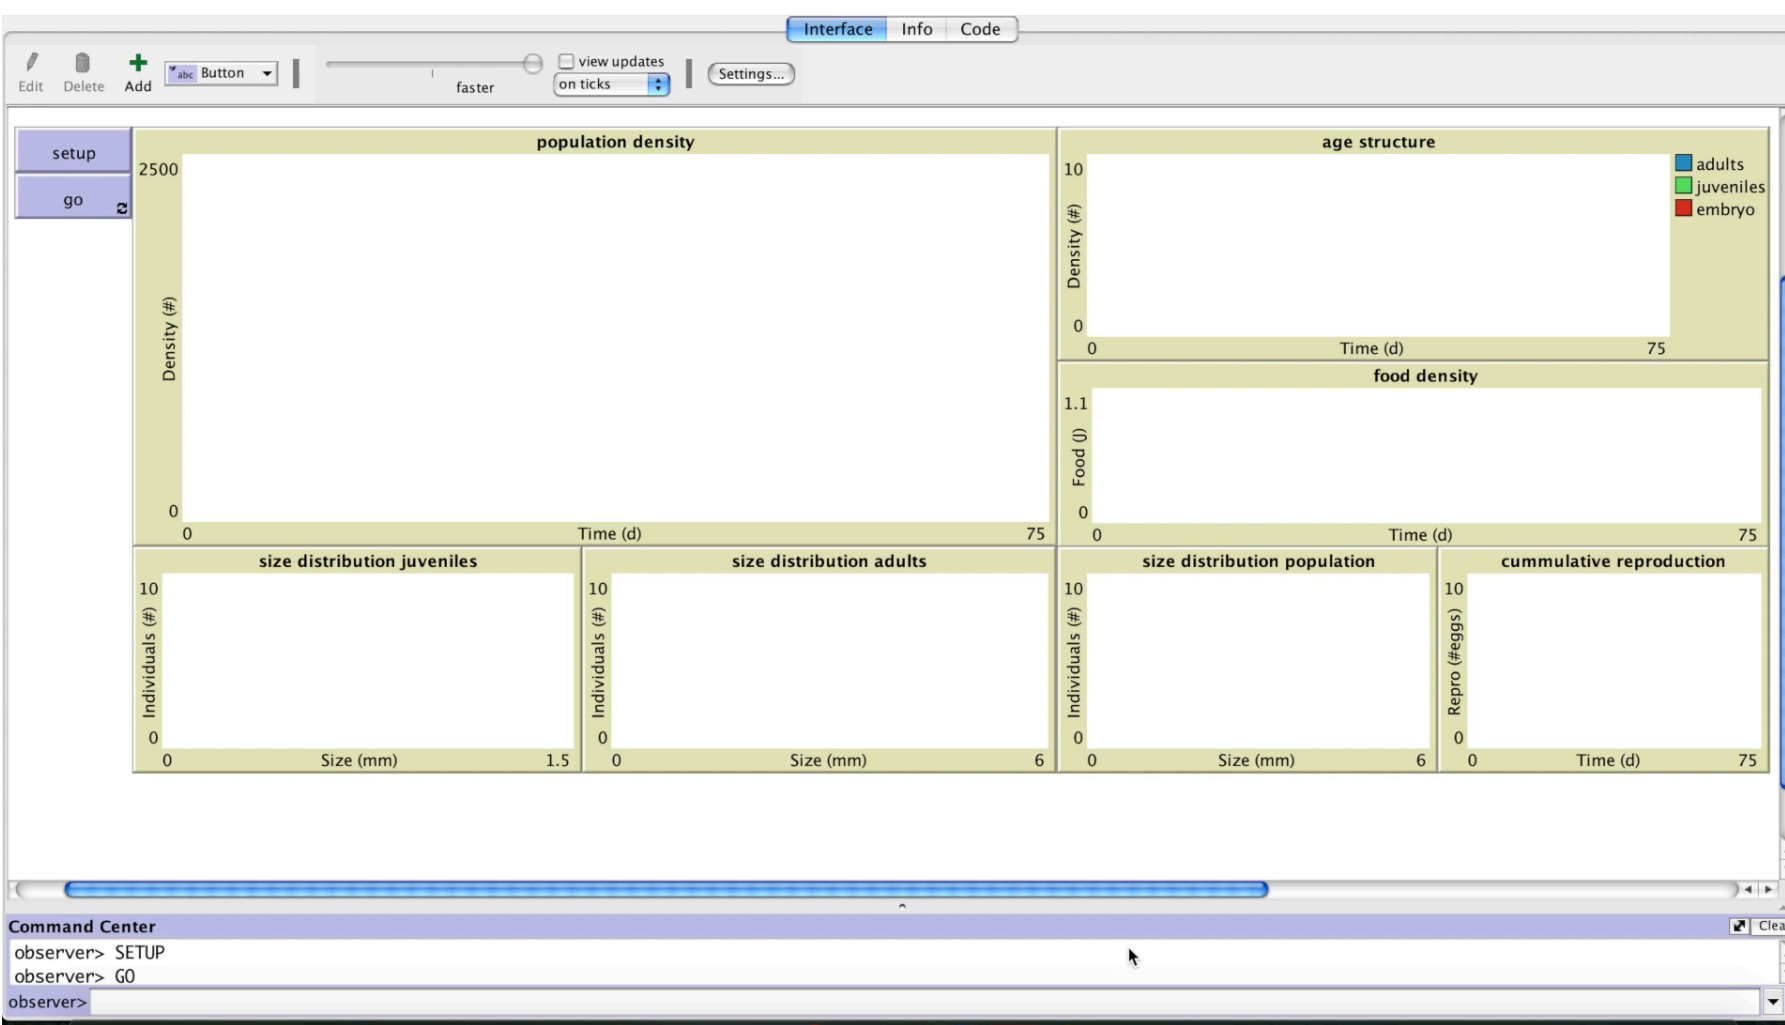 Interface Info Code
Edit Delete Add abc Button faster view updates on ticks Settings...
setup
go
population density
2500
Density (#)
0
0 Time (d) 75
age structure
10
Density (#)
0
0 Time (d) 75
adults
juveniles
embryo
food density
1.1
Food (J)
0
0 Time (d) 75
size distribution juveniles
10
Individuals (#)
0
0 Size (mm) 1.5
size distribution adults
10
Individuals (#)
0
0 Size (mm) 6
size distribution population
10
Individuals (#)
0
0 Size (mm) 6
cummulative reproduction
10
Repro (#eggs)
0
0 Time (d) 75
Command Center Clea
observer> SETUP
observer> GO
observer>